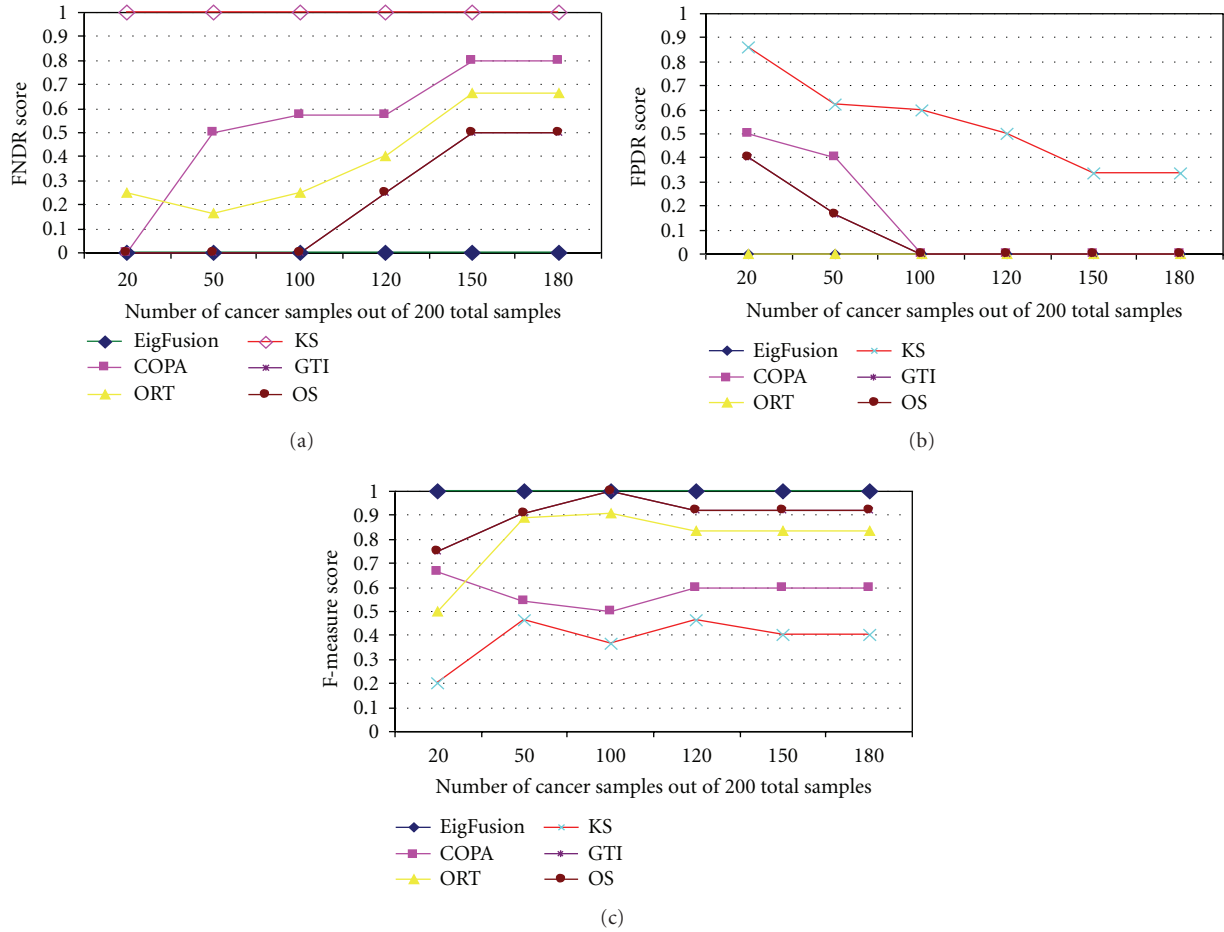 FNDR score
1
0.9
0.8
0.7
0.6
0.5
0.4
0.3
0.2
0.1
0
20 50 100 120 150 180
Number of cancer samples out of 200 total samples
EigFusion KS
COPA GTI
ORT OS
(a)
FPDR score
1
0.9
0.8
0.7
0.6
0.5
0.4
0.3
0.2
0.1
0
20 50 100 120 150 180
Number of cancer samples out of 200 total samples
EigFusion KS
COPA GTI
ORT OS
(b)
F-measure score
1
0.9
0.8
0.7
0.6
0.5
0.4
0.3
0.2
0.1
0
20 50 100 120 150 180
Number of cancer samples out of 200 total samples
EigFusion KS
COPA GTI
ORT OS
(c)